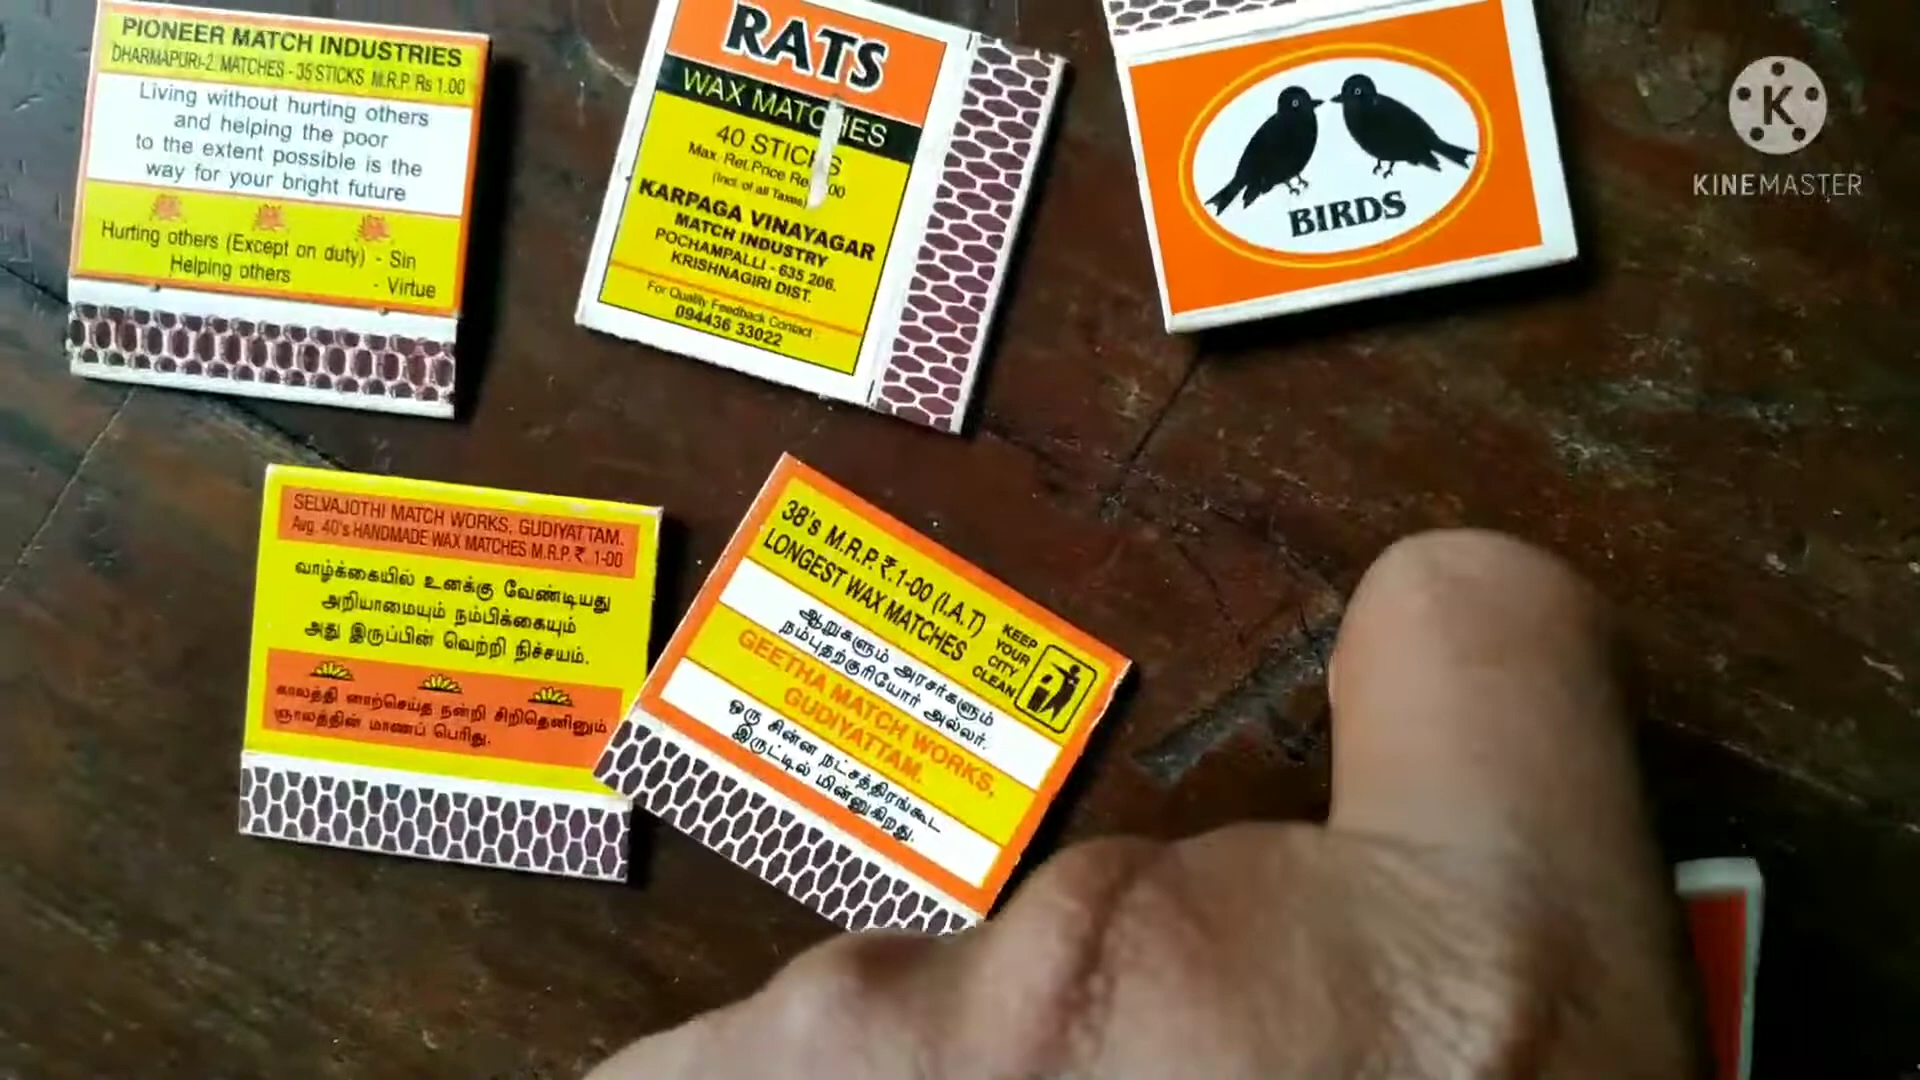 PIONEER MATCH INDUSTRIES
DHARMAPURI-2. MATCHES - 35 STICKS M.R.P. Rs 1.00
Living without hurting others
and helping the poor
to the extent possible is the
way for your bright future
Hurting others (Except on duty) - Sin
Helping others - Virtue
RATS
WAX MATCHES
40 STICKS
Max. Ret. Price
(Incl. of all Taxes)
KARPAGA VINAYAGAR
MATCH INDUSTRY
POCHAMPALLI - 635 206.
KRISHNAGIRI DIST.
For Quality Feedback Contact :
094436 33022
BIRDS
K
KINEMASTER
SELVAJOTHI MATCH WORKS, GUDIYATTAM.
Avg. 40's HANDMADE WAX MATCHES M.R.P. ₹. 1-00
வாழ்க்கையில் உனக்கு வேண்டியது
அறியாமையும் நம்பிக்கையும்
அது இருப்பின் வெற்றி நிச்சயம்.
காலத்தி னாற்செய்த நன்றி சிறிதெனினும்
ஞாலத்தின் மாணப் பெரிது.
38's M.R.P. ₹.1-00 (I.A.T)
LONGEST WAX MATCHES
KEEP
YOUR
CITY
CLEAN
ஆறுகளும் அரசர்களும்
நம்புதற்குரியோர் அல்லர்.
GEETHA MATCH WORKS,
GUDIYATTAM.
ஒரு சின்ன நட்சத்திரங்கூட
இருட்டில் மின்னுகிறது.